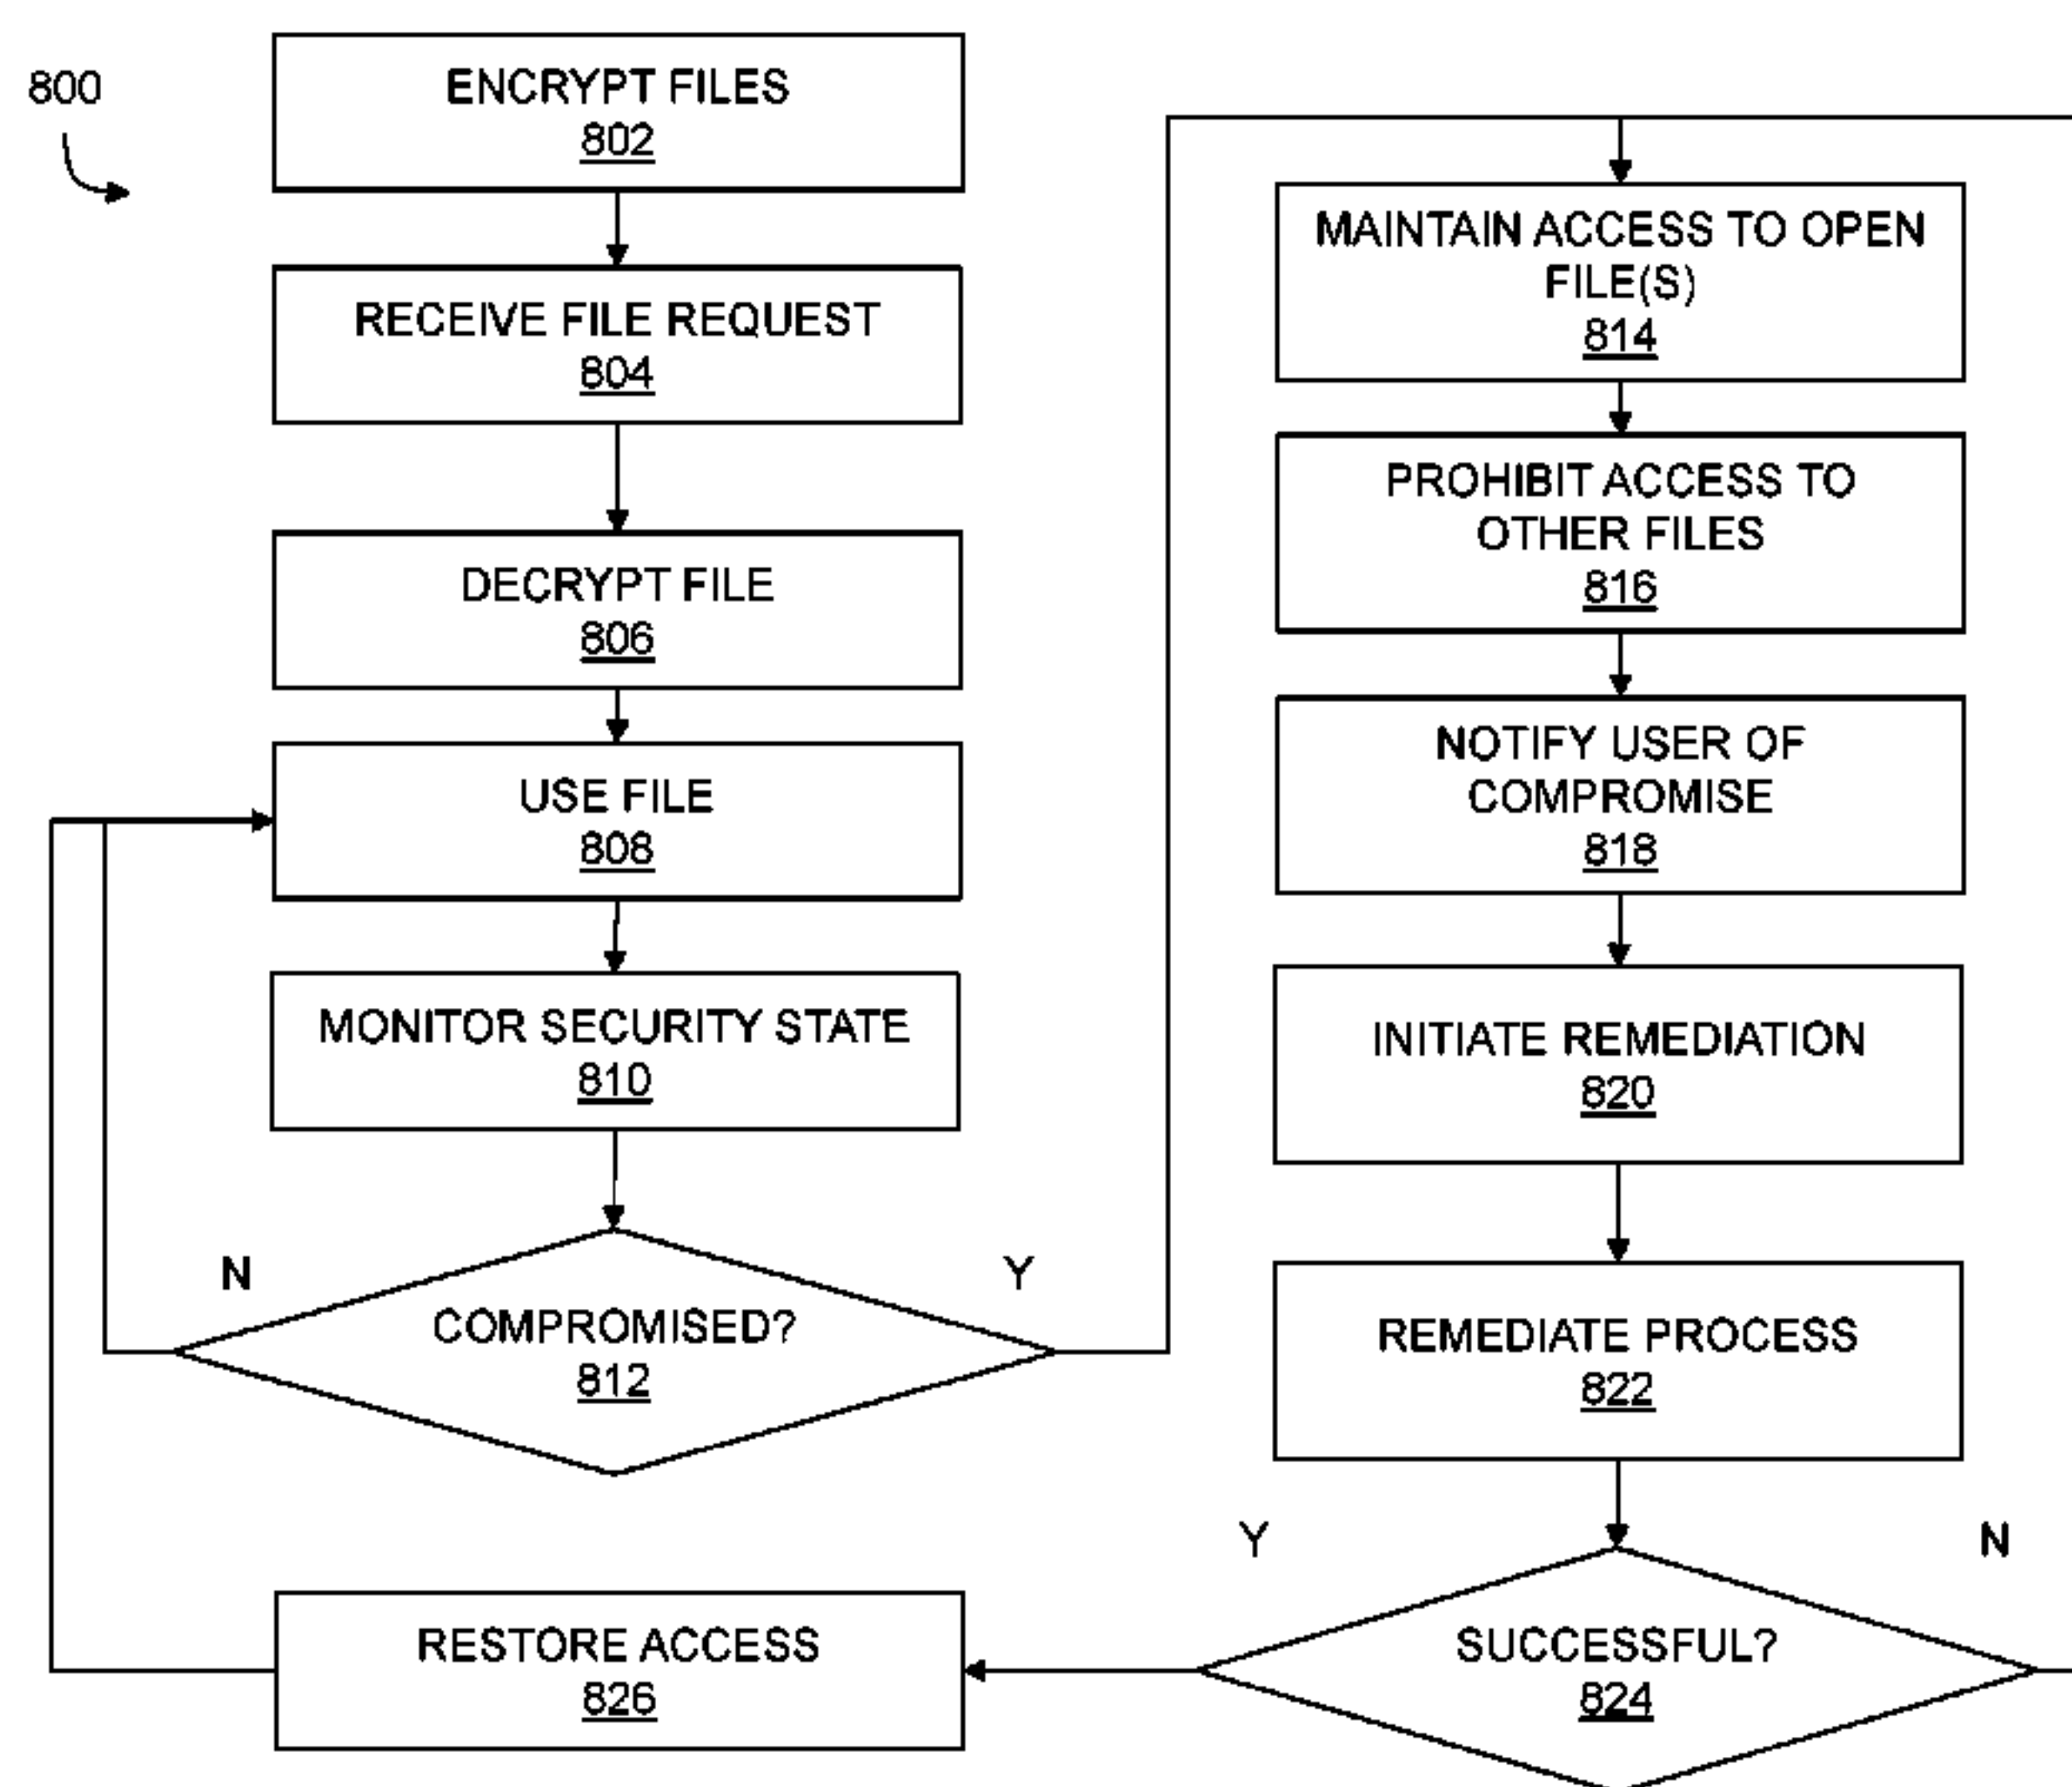 800
ENCRYPT FILES
802
RECEIVE FILE REQUEST
804
DECRYPT FILE
806
USE FILE
808
MONITOR SECURITY STATE
810
N
Y
COMPROMISED?
812
RESTORE ACCESS
826
MAINTAIN ACCESS TO OPEN
FILE(S)
814
PROHIBIT ACCESS TO
OTHER FILES
816
NOTIFY USER OF
COMPROMISE
818
INITIATE REMEDIATION
820
REMEDIATE PROCESS
822
Y
N
SUCCESSFUL?
824